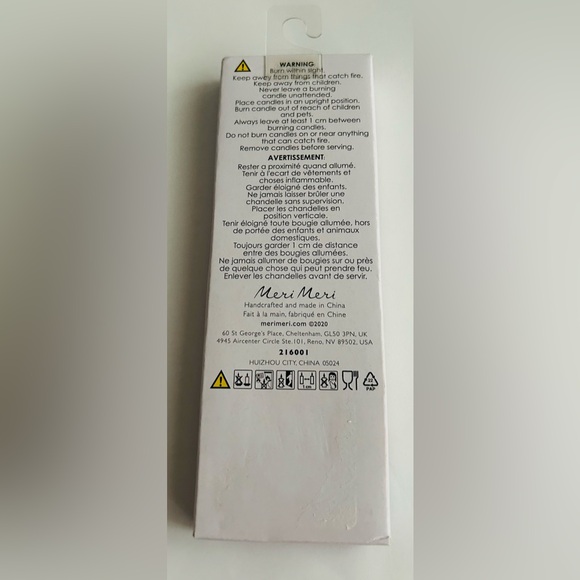 WARNING
Burn within sight.
Keep away from things that catch fire.
Keep away from children.
Never leave a burning
candle unattended.
Place candles in an upright position.
Burn candle out of reach of children
and pets.
Always leave at least 1 cm between
burning candles.
Do not burn candles on or near anything
that can catch fire.
Remove candles before serving.
AVERTISSEMENT:
Rester a proximité quand allumé.
Tenir à l'ecart de vêtements et
choses inflammable.
Garder éloigné des enfants.
Ne jamais laisser brûler une
chandelle sans supervision.
Placer les chandelles en
position verticale.
Tenir éloigné toute bougie allumée, hors
de portée des enfants et animaux
domestiques.
Toujours garder 1 cm de distance
entre des bougies allumées.
Ne jamais allumer de bougies sur ou près
de quelque chose qui peut prendre feu.
Enlever les chandelles avant de servir.
Meri Meri
Handcrafted and made in China
Fait à la main, fabriqué en Chine
merimeri.com ©2020
60 St George's Place, Cheltenham, GL50 3PN, UK
4945 Aircenter Circle Ste.101, Reno, NV 89502, USA
216001
HUIZHOU CITY, CHINA 05024
1 cm
PAP